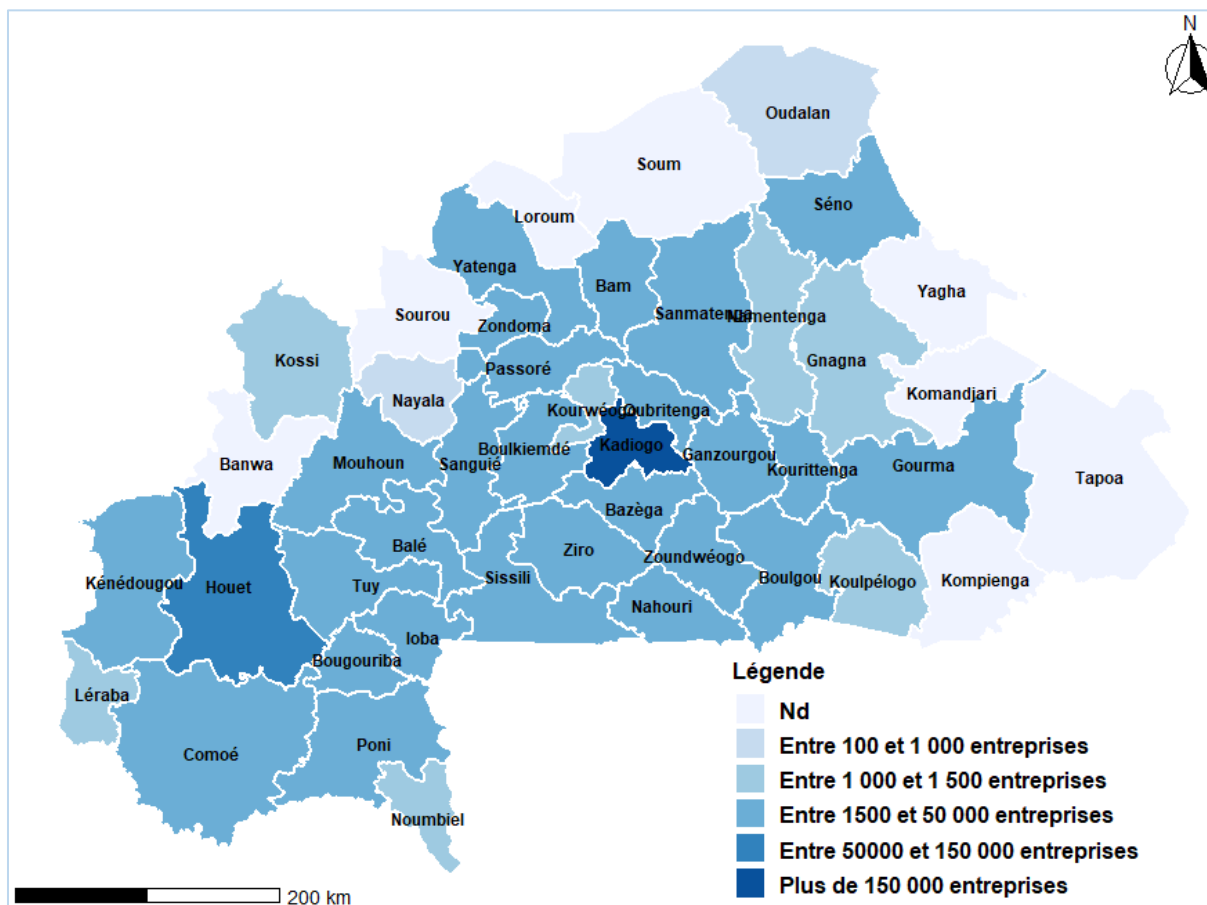 N
Oudalan
Soum
Séno
Loroum
Yatenga
Bam
Yagha
Sourou
Sanmatenga
Namentenga
Zondoma
Kossi
Gnagna
Passoré
Nayala
Komandjari
Kourwéogo
Oubritenga
Kadiogo
Boulkiemdé
Ganzourgou
Banwa
Mouhoun
Sanguié
Kourittenga
Gourma
Tapoa
Bazèga
Balé
Ziro
Zoundwéogo
Kénédougou
Houet
Tuy
Sissili
Boulgou
Koulpélogo
Kompienga
Nahouri
Ioba
Bougouriba
Léraba
Comoé
Poni
Noumbiel
Légende
Nd
Entre 100 et 1 000 entreprises
Entre 1 000 et 1 500 entreprises
Entre 1500 et 50 000 entreprises
Entre 50000 et 150 000 entreprises
Plus de 150 000 entreprises
200 km